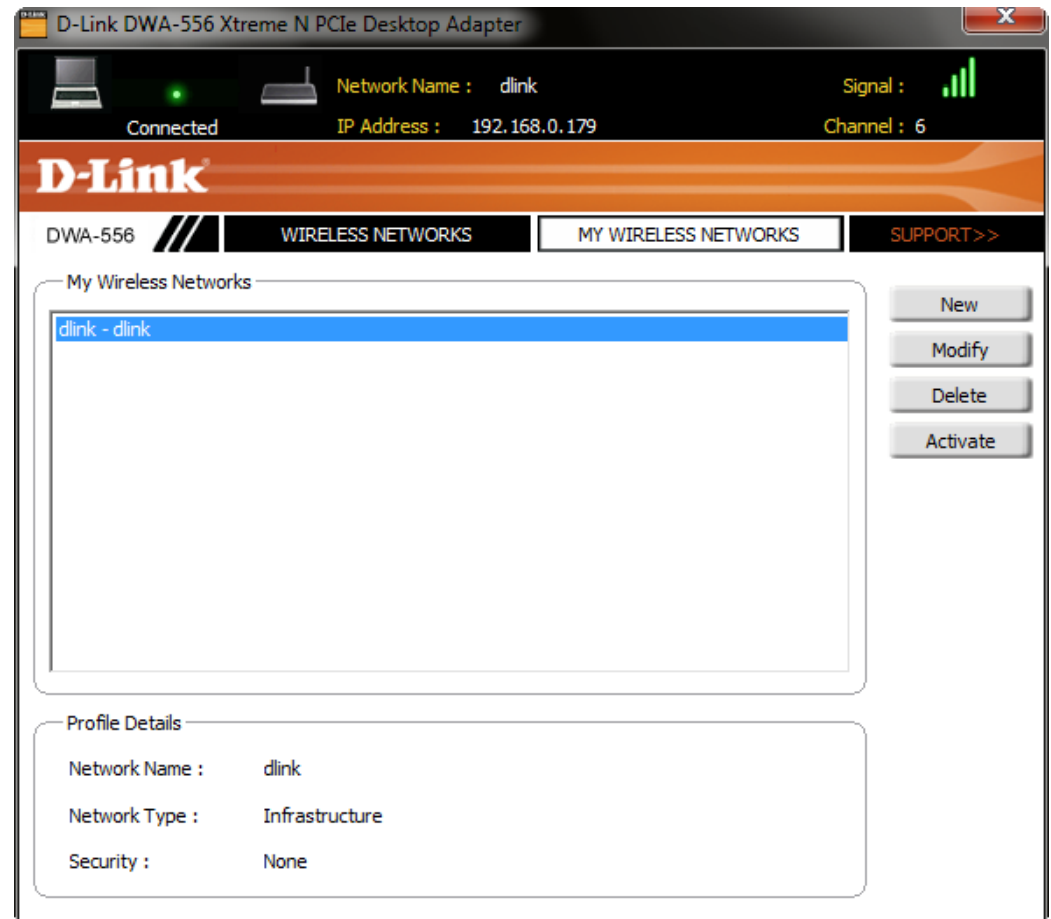 D-Link DWA-556 Xtreme N PCIe Desktop Adapter
Network Name : dlink Signal :
Connected IP Address : 192.168.0.179 Channel : 6
D-Link
DWA-556 WIRELESS NETWORKS MY WIRELESS NETWORKS SUPPORT>>
My Wireless Networks
dlink - dlink
New
Modify
Delete
Activate
Profile Details
Network Name : dlink
Network Type : Infrastructure
Security : None